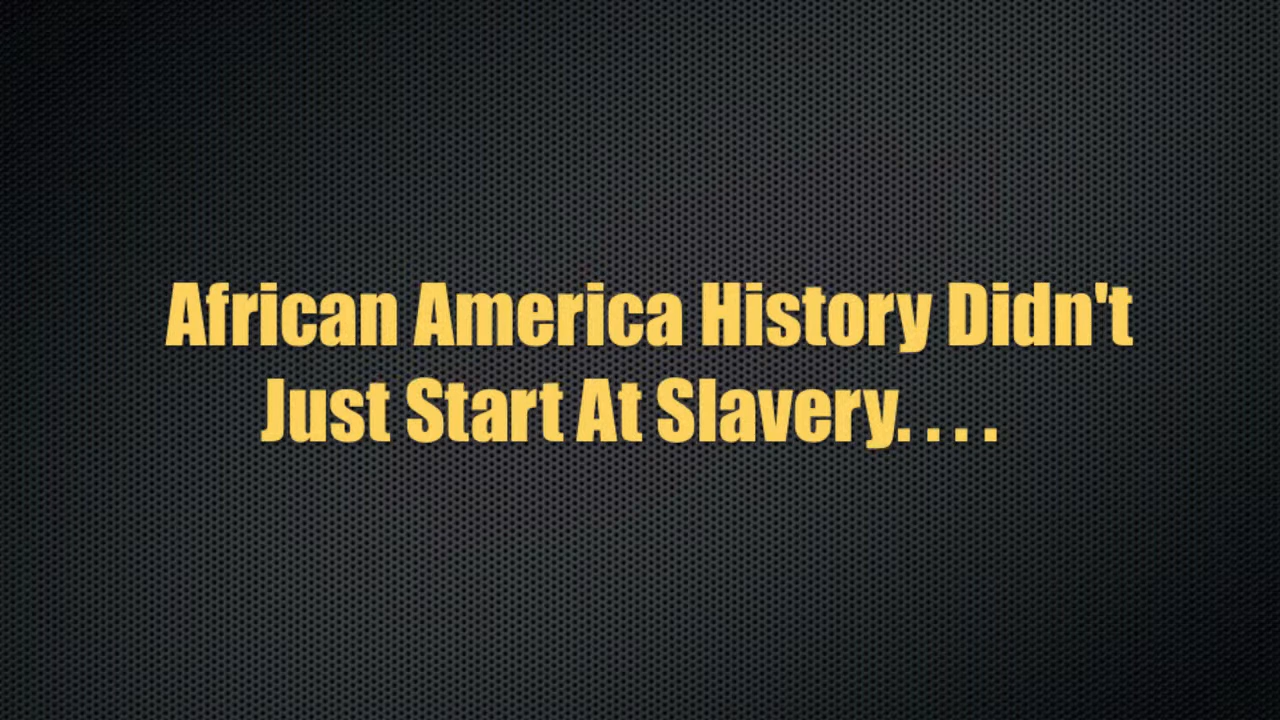 African America History Didn't
Just Start At Slavery. . . .